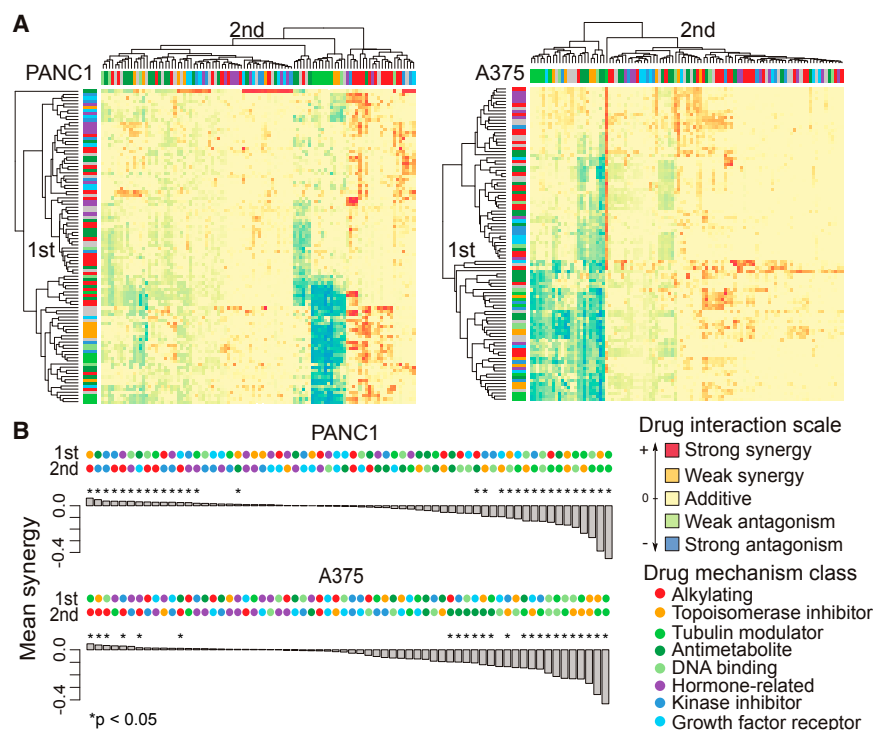 A
2nd
PANC1
1st
2nd
A375
1st
B
PANC1
1st
2nd
* * * * * * * * * * * * * * * * * * * * * * * * * * * * * * *
0.0
-0.4
A375
1st
2nd
* * * * * * * * * * * * * * * * * * * * * * * *
0.0
-0.4
Mean synergy
*p < 0.05
Drug interaction scale
+ Strong synergy
Weak synergy
0 Additive
Weak antagonism
- Strong antagonism
Drug mechanism class
Alkylating
Topoisomerase inhibitor
Tubulin modulator
Antimetabolite
DNA binding
Hormone-related
Kinase inhibitor
Growth factor receptor